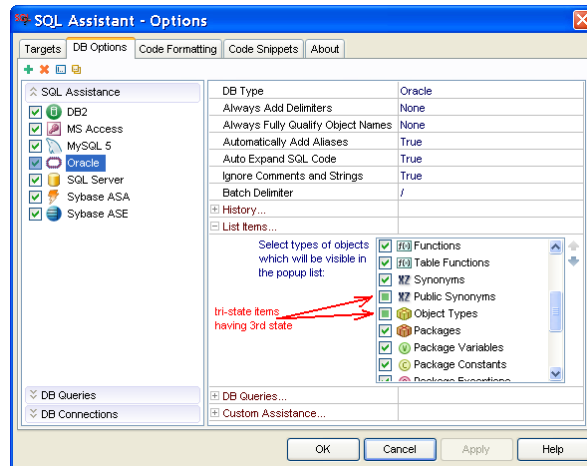 SQL Assistant - Options
Targets DB Options Code Formatting Code Snippets About
SQL Assistance
DB2
MS Access
MySQL 5
Oracle
SQL Server
Sybase ASA
Sybase ASE
DB Queries
DB Connections
DB Type Oracle
Always Add Delimiters None
Always Fully Qualify Object Names None
Automatically Add Aliases True
Auto Expand SQL Code True
Ignore Comments and Strings True
Batch Delimiter /
History...
List Items...
Select types of objects
which will be visible in
the popup list:
tri-state items
having 3rd state
f(x) Functions
f(x) Table Functions
XZ Synonyms
XZ Public Synonyms
Object Types
Packages
V Package Variables
C Package Constants
Package Exceptions
DB Queries...
Custom Assistance...
OK Cancel Apply Help